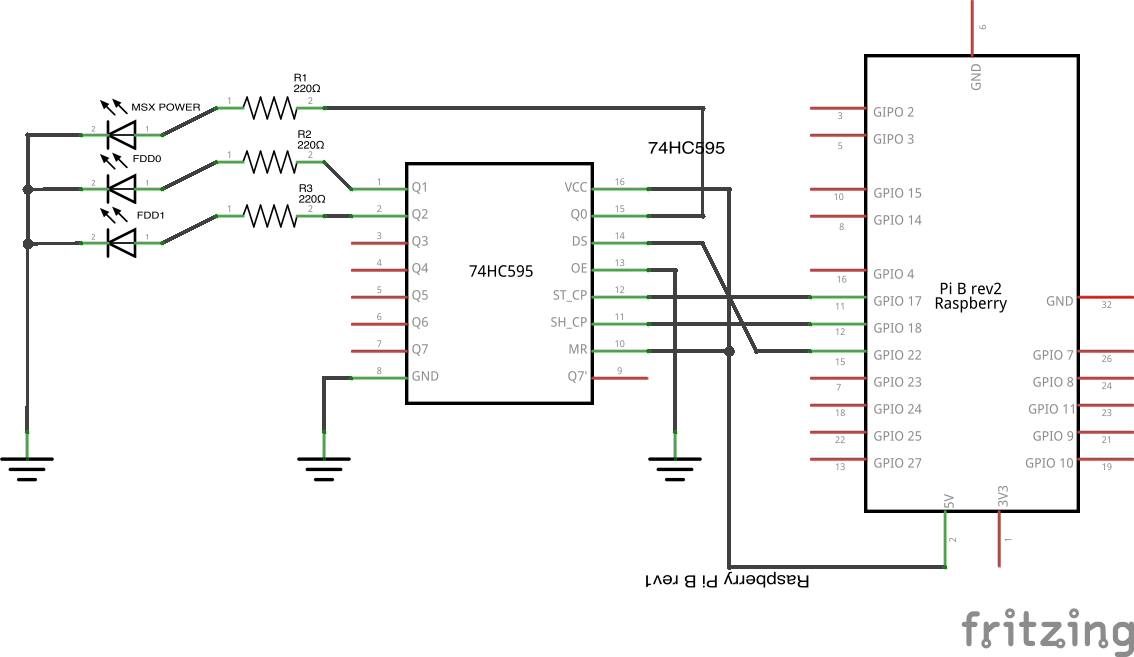 6
GND
R1
220Ω
MSX POWER
1
2
2
1
GIPO 2
3
R2
220Ω
FDD0
1
2
2
1
74HC595
GIPO 3
5
R3
220Ω
FDD1
1
2
2
1
1
Q1
VCC
16
GPIO 15
10
2
Q2
Q0
15
GPIO 14
8
3
Q3
DS
14
4
Q4
74HC595
OE
13
GPIO 4
16
5
Q5
ST_CP
12
GPIO 17
11
Pi B rev2
Raspberry
GND
32
6
Q6
SH_CP
11
GPIO 18
12
7
Q7
MR
10
GPIO 22
15
GPIO 7
26
8
GND
Q7'
9
GPIO 23
7
GPIO 8
24
GPIO 24
18
GPIO 11
23
GPIO 25
22
GPIO 9
21
GPIO 27
13
GPIO 10
19
5V
3V3
2
1
Raspberry Pi B rev1
fritzing